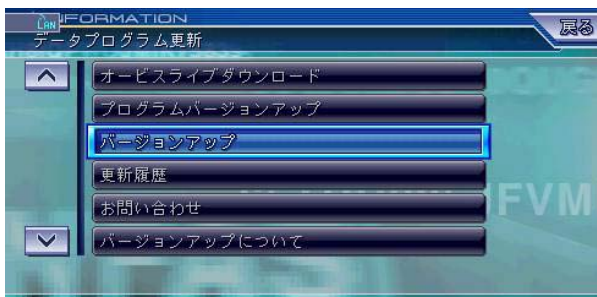 LAN
INFORMATION
データプログラム更新
戻る
オービスライブダウンロード
プログラムバージョンアップ
バージョンアップ
更新履歴
お問い合わせ
バージョンアップについて
FVM